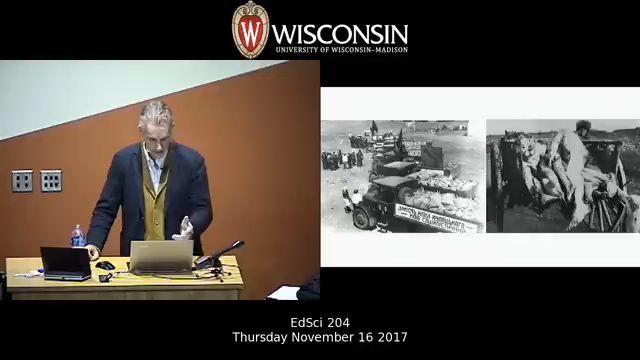 WISCONSIN
UNIVERSITY OF WISCONSIN–MADISON
EdSci 204
Thursday November 16 2017